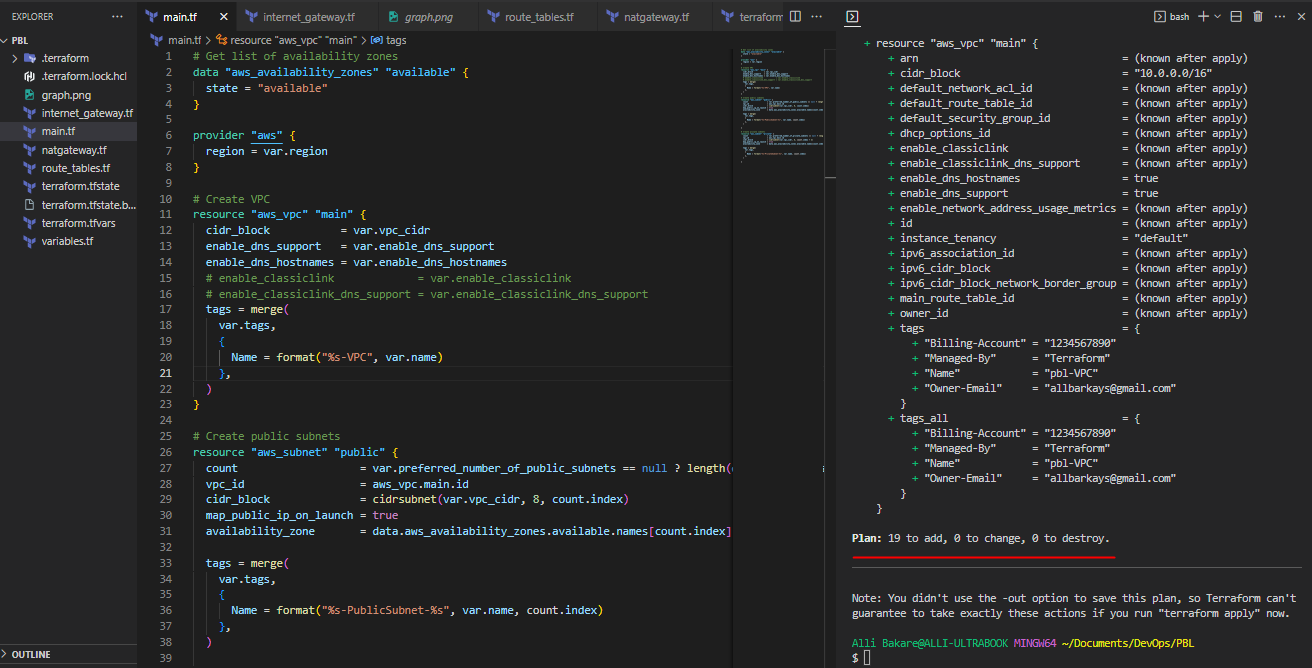 EXPLORER ···
PBL
.terraform
.terraform.lock.hcl
graph.png
internet_gateway.tf
main.tf
natgateway.tf
route_tables.tf
terraform.tfstate
terraform.tfstate.b...
terraform.tfvars
variables.tf
OUTLINE
main.tf internet_gateway.tf graph.png route_tables.tf natgateway.tf terraform ···
main.tf > resource "aws_vpc" "main" > tags
1 # Get list of availability zones
2 data "aws_availability_zones" "available" {
3 state = "available"
4 }
5
6 provider "aws" {
7 region = var.region
8 }
9
10 # Create VPC
11 resource "aws_vpc" "main" {
12 cidr_block = var.vpc_cidr
13 enable_dns_support = var.enable_dns_support
14 enable_dns_hostnames = var.enable_dns_hostnames
15 # enable_classiclink = var.enable_classiclink
16 # enable_classiclink_dns_support = var.enable_classiclink_dns_support
17 tags = merge(
18 var.tags,
19 {
20 Name = format("%s-VPC", var.name)
21 },
22 )
23 }
24
25 # Create public subnets
26 resource "aws_subnet" "public" {
27 count = var.preferred_number_of_public_subnets == null ? length(
28 vpc_id = aws_vpc.main.id
29 cidr_block = cidrsubnet(var.vpc_cidr, 8, count.index)
30 map_public_ip_on_launch = true
31 availability_zone = data.aws_availability_zones.available.names[count.index]
32
33 tags = merge(
34 var.tags,
35 {
36 Name = format("%s-PublicSubnet-%s", var.name, count.index)
37 },
38 )
39
bash
+ resource "aws_vpc" "main" {
+ arn = (known after apply)
+ cidr_block = "10.0.0.0/16"
+ default_network_acl_id = (known after apply)
+ default_route_table_id = (known after apply)
+ default_security_group_id = (known after apply)
+ dhcp_options_id = (known after apply)
+ enable_classiclink = (known after apply)
+ enable_classiclink_dns_support = (known after apply)
+ enable_dns_hostnames = true
+ enable_dns_support = true
+ enable_network_address_usage_metrics = (known after apply)
+ id = (known after apply)
+ instance_tenancy = "default"
+ ipv6_association_id = (known after apply)
+ ipv6_cidr_block = (known after apply)
+ ipv6_cidr_block_network_border_group = (known after apply)
+ main_route_table_id = (known after apply)
+ owner_id = (known after apply)
+ tags = {
+ "Billing-Account" = "1234567890"
+ "Managed-By" = "Terraform"
+ "Name" = "pbl-VPC"
+ "Owner-Email" = "allbarkays@gmail.com"
}
+ tags_all = {
+ "Billing-Account" = "1234567890"
+ "Managed-By" = "Terraform"
+ "Name" = "pbl-VPC"
+ "Owner-Email" = "allbarkays@gmail.com"
}
}
Plan: 19 to add, 0 to change, 0 to destroy.
Note: You didn't use the -out option to save this plan, so Terraform can't
guarantee to take exactly these actions if you run "terraform apply" now.
Alli Bakare@ALLI-ULTRABOOK MINGW64 ~/Documents/DevOps/PBL
$